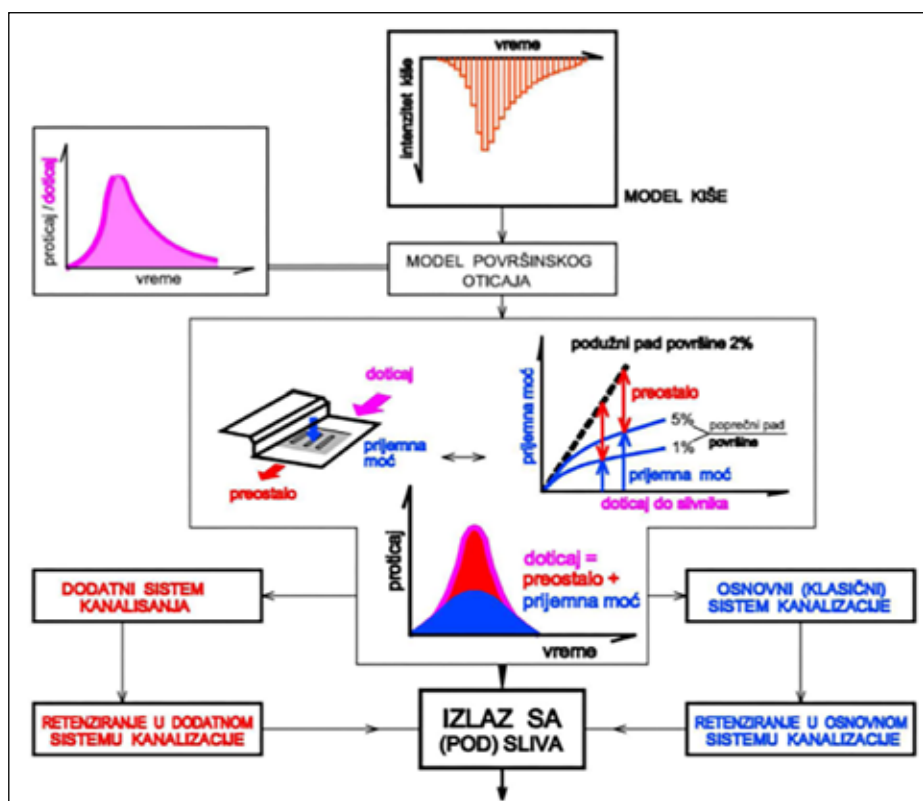 vreme
intenzitet kiše
MODEL KIŠE
proticaj / doticaj
vreme
MODEL POVRŠINSKOG
OTICAJA
doticaj
prijemna
moć
preostalo
podužni pad površine 2%
prijemna moć
preostalo
5%
1%
poprečni pad
površine
prijemna moć
doticaj do slivnika
proticaj
doticaj =
preostalo +
prijemna moć
vreme
DODATNI SISTEM
KANALISANJA
OSNOVNI (KLASIČNI)
SISTEM KANALIZACIJE
RETENZIRANJE U DODATNOM
SISTEMU KANALIZACIJE
IZLAZ SA
(POD) SLIVA
RETENZIRANJE U OSNOVNOM
SISTEMU KANALIZACIJE